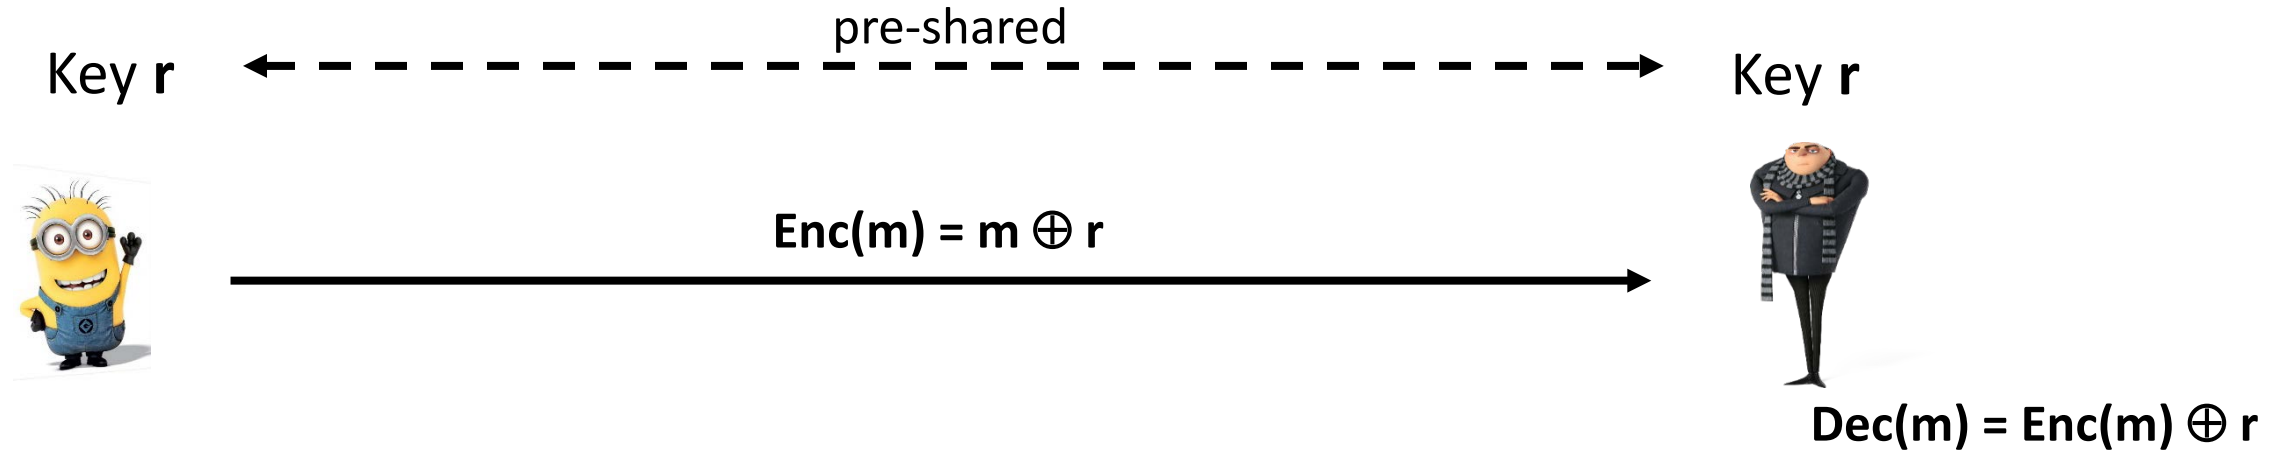 pre-shared
Key r
Key r
Enc(m) = m ⊕ r
Dec(m) = Enc(m) ⊕ r